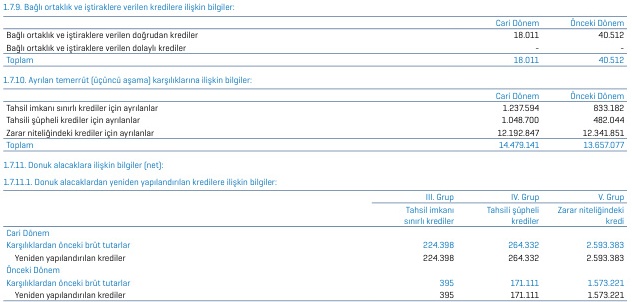 1.7.9. Bağlı ortaklık ve iştiraklere verilen kredilere ilişkin bilgiler:
Cari Dönem Önceki Dönem
Bağlı ortaklık ve iştiraklere verilen doğrudan krediler 18.011 40.512
Bağlı ortaklık ve iştiraklere verilen dolaylı krediler - -
Toplam 18.011 40.512
1.7.10. Ayrılan temerrüt (üçüncü aşama) karşılıklarına ilişkin bilgiler:
Cari Dönem Önceki Dönem
Tahsil imkanı sınırlı krediler için ayrılanlar 1.237.594 833.182
Tahsili şüpheli krediler için ayrılanlar 1.048.700 482.044
Zarar niteliğindeki krediler için ayrılanlar 12.192.847 12.341.851
Toplam 14.479.141 13.657.077
1.7.11. Donuk alacaklara ilişkin bilgiler (net):
1.7.11.1. Donuk alacaklardan yeniden yapılandırılan kredilere ilişkin bilgiler:
III. Grup IV. Grup V. Grup
Tahsil imkanı Tahsili şüpheli Zarar niteliğindeki
sınırlı krediler krediler kredi
Cari Dönem
Karşılıklardan önceki brüt tutarlar 224.398 264.332 2.593.383
Yeniden yapılandırılan krediler 224.398 264.332 2.593.383
Önceki Dönem
Karşılıklardan önceki brüt tutarlar 395 171.111 1.573.221
Yeniden yapılandırılan krediler 395 171.111 1.573.221